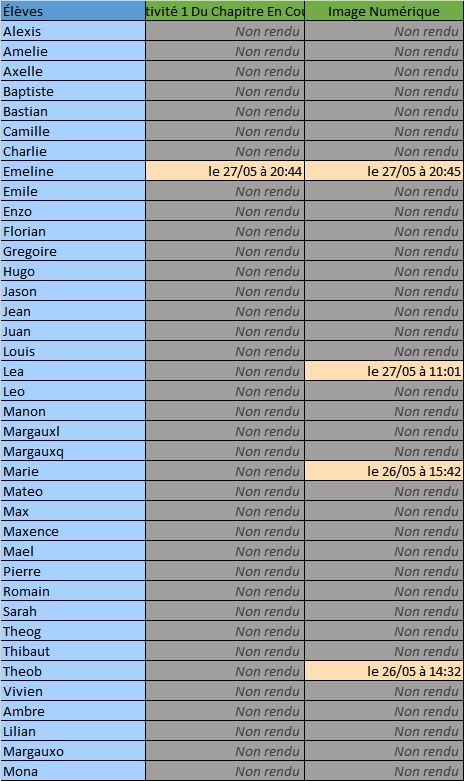 Élèves tivité 1 Du Chapitre En Cou Image Numérique
Alexis Non rendu Non rendu
Amelie Non rendu Non rendu
Axelle Non rendu Non rendu
Baptiste Non rendu Non rendu
Bastian Non rendu Non rendu
Camille Non rendu Non rendu
Charlie Non rendu Non rendu
Emeline le 27/05 à 20:44 le 27/05 à 20:45
Emile Non rendu Non rendu
Enzo Non rendu Non rendu
Florian Non rendu Non rendu
Gregoire Non rendu Non rendu
Hugo Non rendu Non rendu
Jason Non rendu Non rendu
Jean Non rendu Non rendu
Juan Non rendu Non rendu
Louis Non rendu Non rendu
Lea Non rendu le 27/05 à 11:01
Leo Non rendu Non rendu
Manon Non rendu Non rendu
Margauxl Non rendu Non rendu
Margauxq Non rendu Non rendu
Marie Non rendu le 26/05 à 15:42
Mateo Non rendu Non rendu
Max Non rendu Non rendu
Maxence Non rendu Non rendu
Mael Non rendu Non rendu
Pierre Non rendu Non rendu
Romain Non rendu Non rendu
Sarah Non rendu Non rendu
Theog Non rendu Non rendu
Thibaut Non rendu Non rendu
Theob Non rendu le 26/05 à 14:32
Vivien Non rendu Non rendu
Ambre Non rendu Non rendu
Lilian Non rendu Non rendu
Margauxo Non rendu Non rendu
Mona Non rendu Non rendu